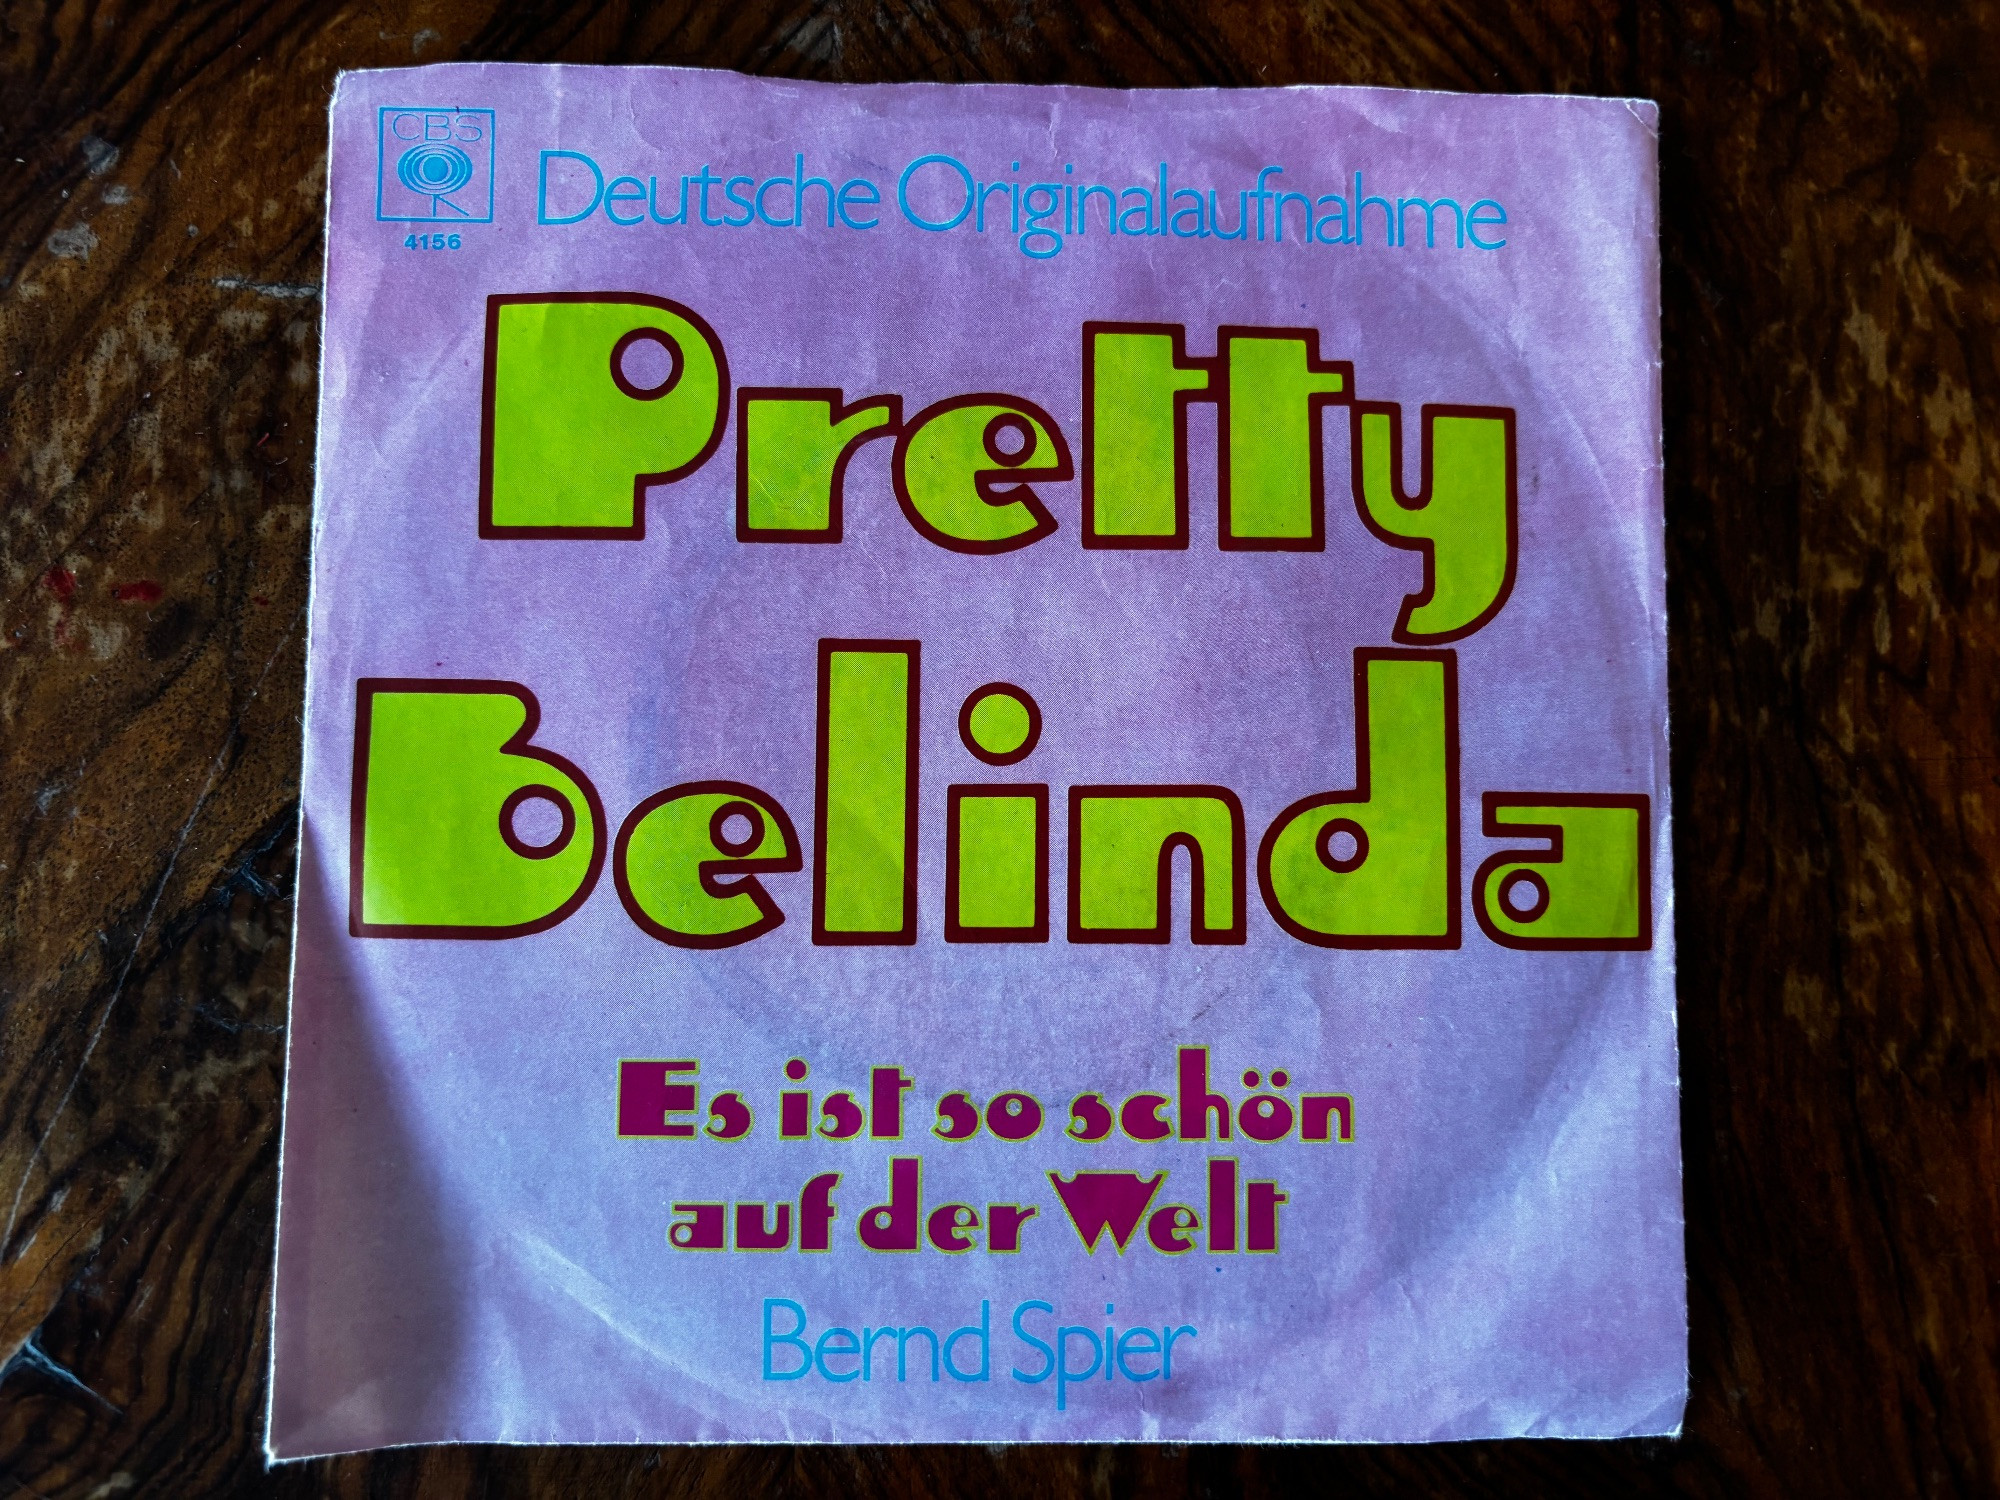 CBS
4156
Deutsche Originalaufnahme
Pretty
Belinda
Es ist so schön
auf der Welt
Bernd Spier